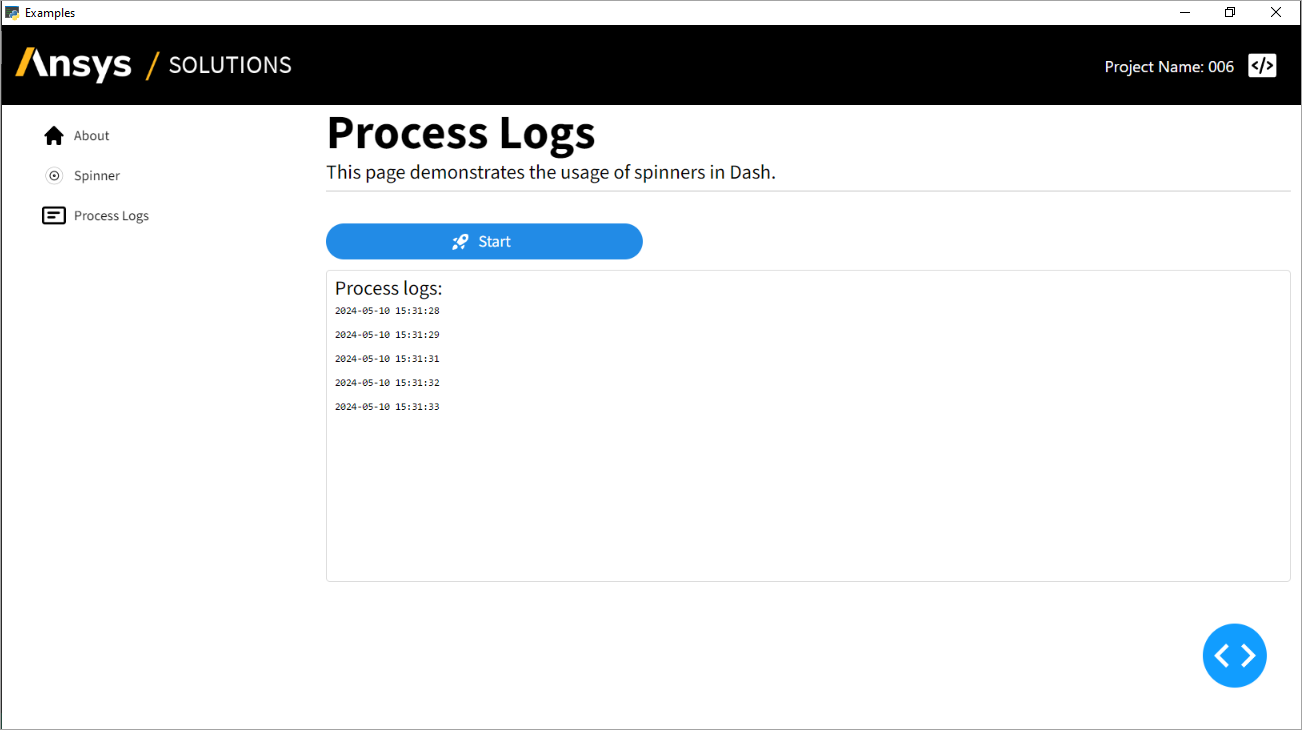 Examples
Ansys / SOLUTIONS
Project Name: 006 </>
About
Spinner
Process Logs
Process Logs
This page demonstrates the usage of spinners in Dash.
Start
Process logs:
2024-05-10 15:31:28
2024-05-10 15:31:29
2024-05-10 15:31:31
2024-05-10 15:31:32
2024-05-10 15:31:33